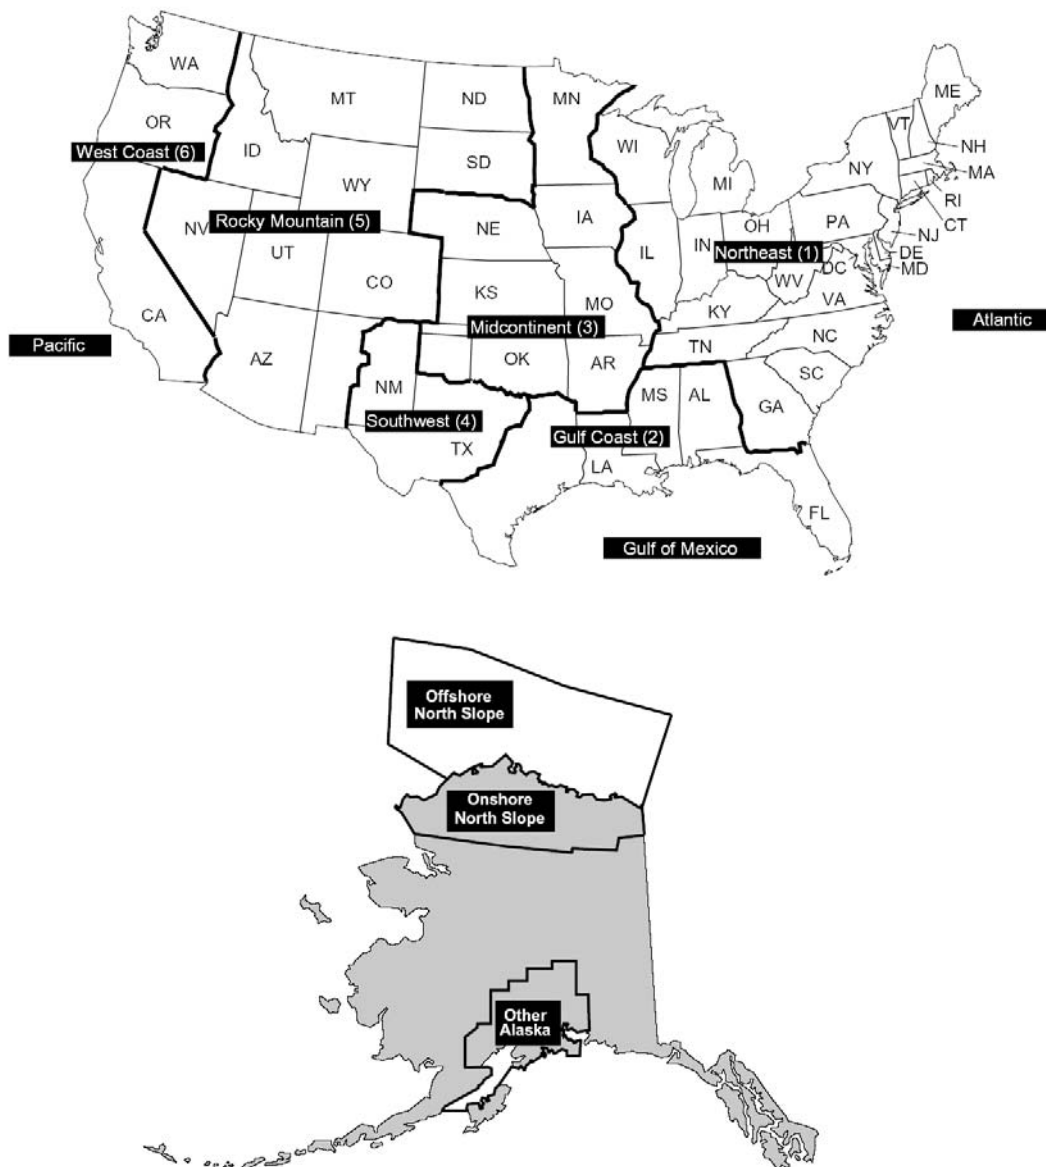 WA
MT
ND
MN
ME
OR
VT
NH
West Coast (6)
ID
SD
WI
NY
MA
WY
MI
RI
CT
Rocky Mountain (5)
NV
NE
IA
PA
NJ
OH
Northeast (1)
UT
IL
IN
DE
DC
MD
WV
CO
KS
MO
VA
KY
CA
Midcontinent (3)
Atlantic
Pacific
AZ
OK
AR
TN
NC
SC
NM
MS
AL
GA
Southwest (4)
TX
Gulf Coast (2)
LA
FL
Gulf of Mexico
Offshore
North Slope
Onshore
North Slope
Other
Alaska